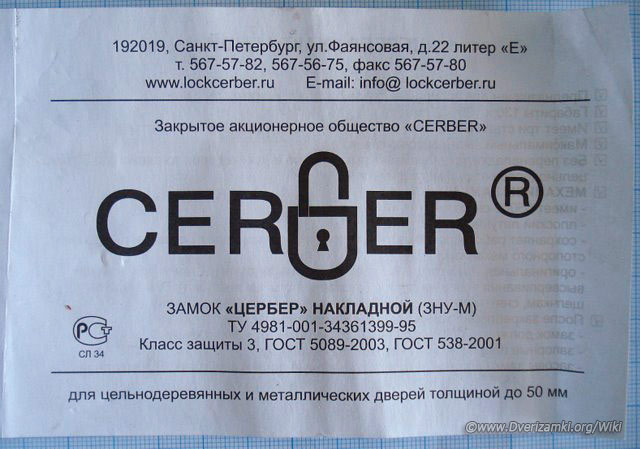 192019, Санкт-Петербург, ул.Фаянсовая, д.22 литер «Е»
т. 567-57-82, 567-56-75, факс 567-57-80
www.lockcerber.ru E-mail: info@ lockcerber.ru
Закрытое акционерное общество «CERBER»
CERBER ®
ЗАМОК «ЦЕРБЕР» НАКЛАДНОЙ (ЗНУ-М)
ТУ 4981-001-34361399-95
Класс защиты 3, ГОСТ 5089-2003, ГОСТ 538-2001
РСТ
СЛ 34
для цельнодеревянных и металлических дверей толщиной до 50 мм
©www.Dverizamki.org/Wiki